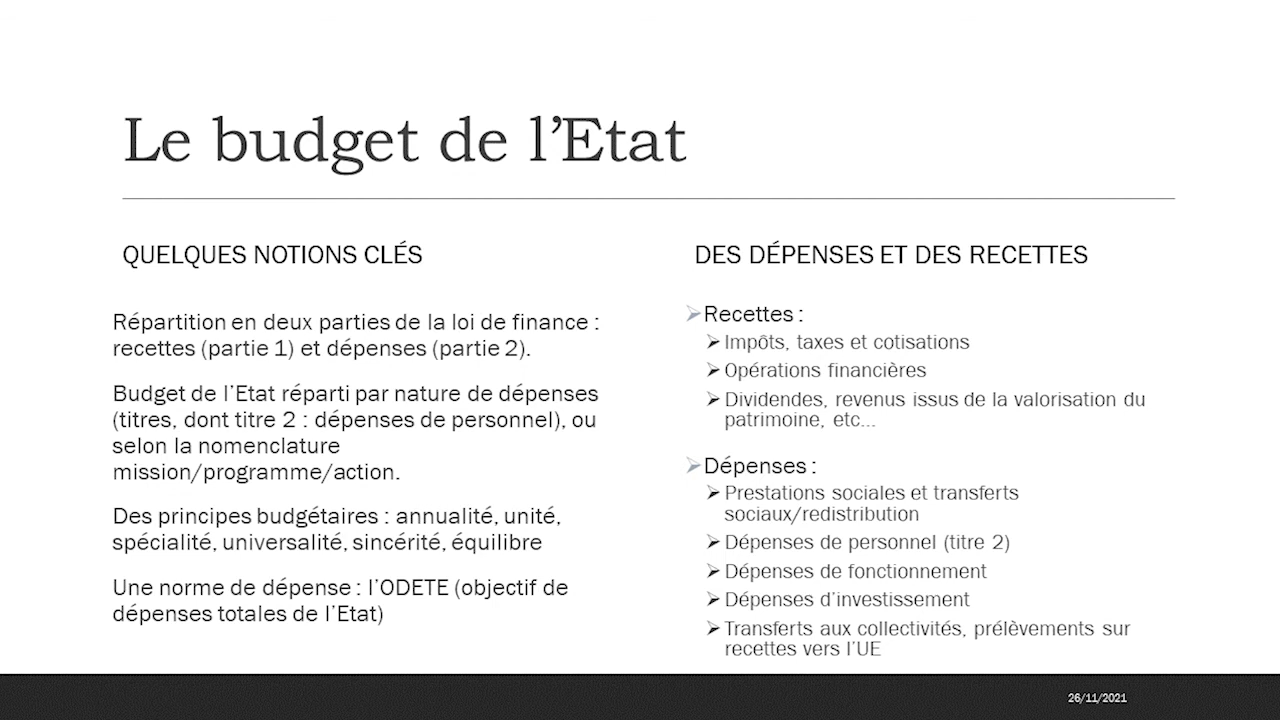 Le budget de l’Etat
QUELQUES NOTIONS CLÉS
Répartition en deux parties de la loi de finance :
recettes (partie 1) et dépenses (partie 2).
Budget de l’Etat réparti par nature de dépenses
(titres, dont titre 2 : dépenses de personnel), ou
selon la nomenclature
mission/programme/action.
Des principes budgétaires : annualité, unité,
spécialité, universalité, sincérité, équilibre
Une norme de dépense : l’ODETE (objectif de
dépenses totales de l’Etat)
DES DÉPENSES ET DES RECETTES
Recettes :
Impôts, taxes et cotisations
Opérations financières
Dividendes, revenus issus de la valorisation du
patrimoine, etc...
Dépenses :
Prestations sociales et transferts
sociaux/redistribution
Dépenses de personnel (titre 2)
Dépenses de fonctionnement
Dépenses d’investissement
Transferts aux collectivités, prélèvements sur
recettes vers l’UE
26/11/2021